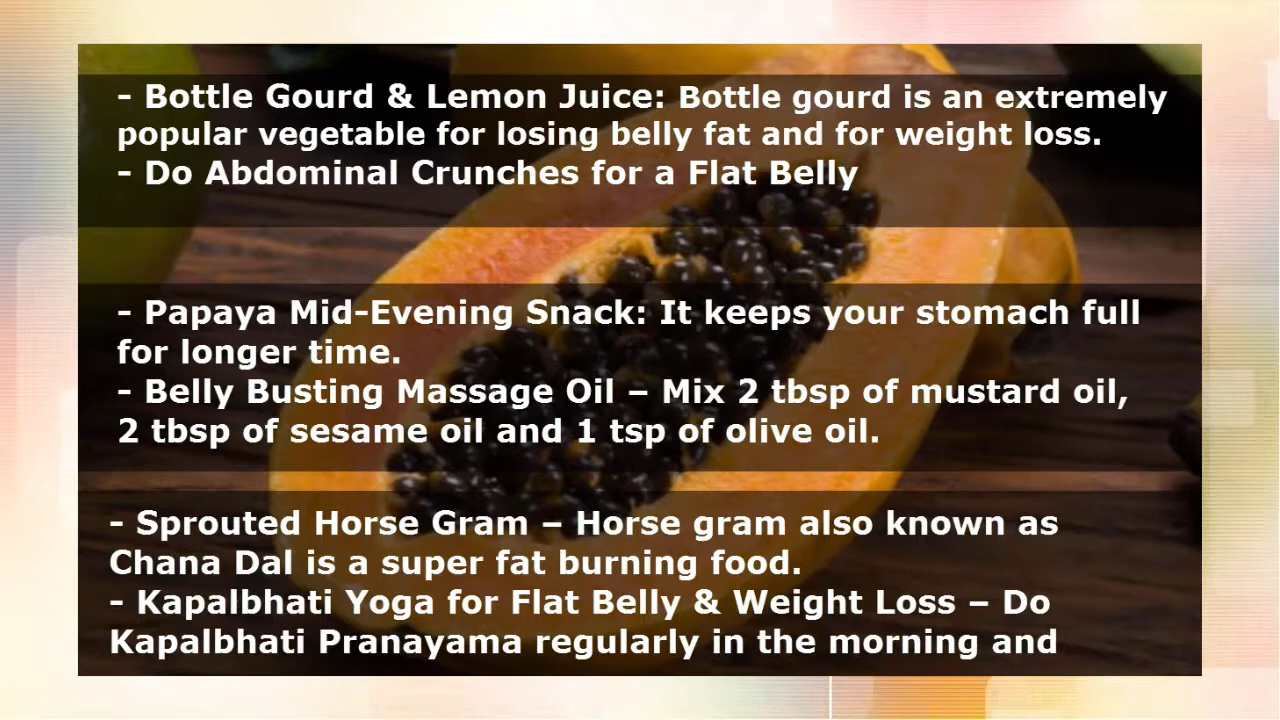 - Bottle Gourd & Lemon Juice: Bottle gourd is an extremely
popular vegetable for losing belly fat and for weight loss.
- Do Abdominal Crunches for a Flat Belly
- Papaya Mid-Evening Snack: It keeps your stomach full
for longer time.
- Belly Busting Massage Oil – Mix 2 tbsp of mustard oil,
2 tbsp of sesame oil and 1 tsp of olive oil.
- Sprouted Horse Gram – Horse gram also known as
Chana Dal is a super fat burning food.
- Kapalbhati Yoga for Flat Belly & Weight Loss – Do
Kapalbhati Pranayama regularly in the morning and